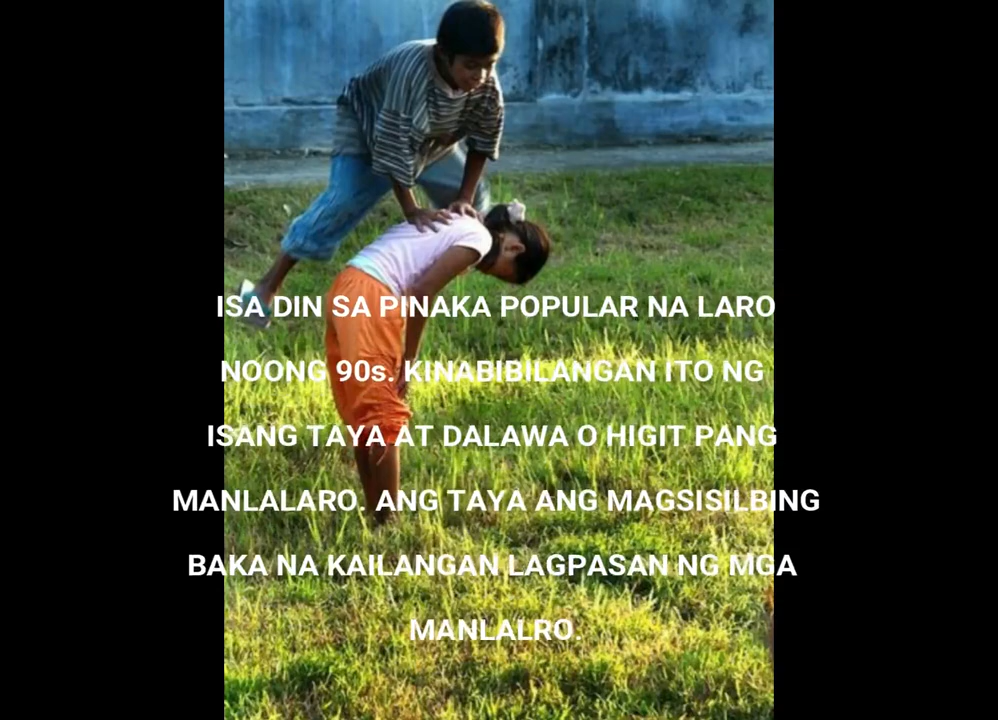 ISA DIN SA PINAKA POPULAR NA LARO
NOONG 90s. KINABIBILANGAN ITO NG
ISANG TAYA AT DALAWA O HIGIT PANG
MANLALARO. ANG TAYA ANG MAGSISILBING
BAKA NA KAILANGAN LAGPASAN NG MGA
MANLALRO.